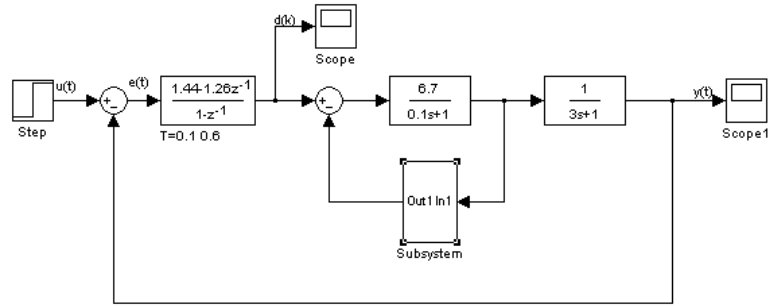 d(k)
Scope
u(t)
e(t)
1.44-1.26z-1
1-z-1
T=0.1 0.6
Step
6.7
0.1s+1
1
3s+1
y(t)
Scope1
Out1 In1
Subsystem